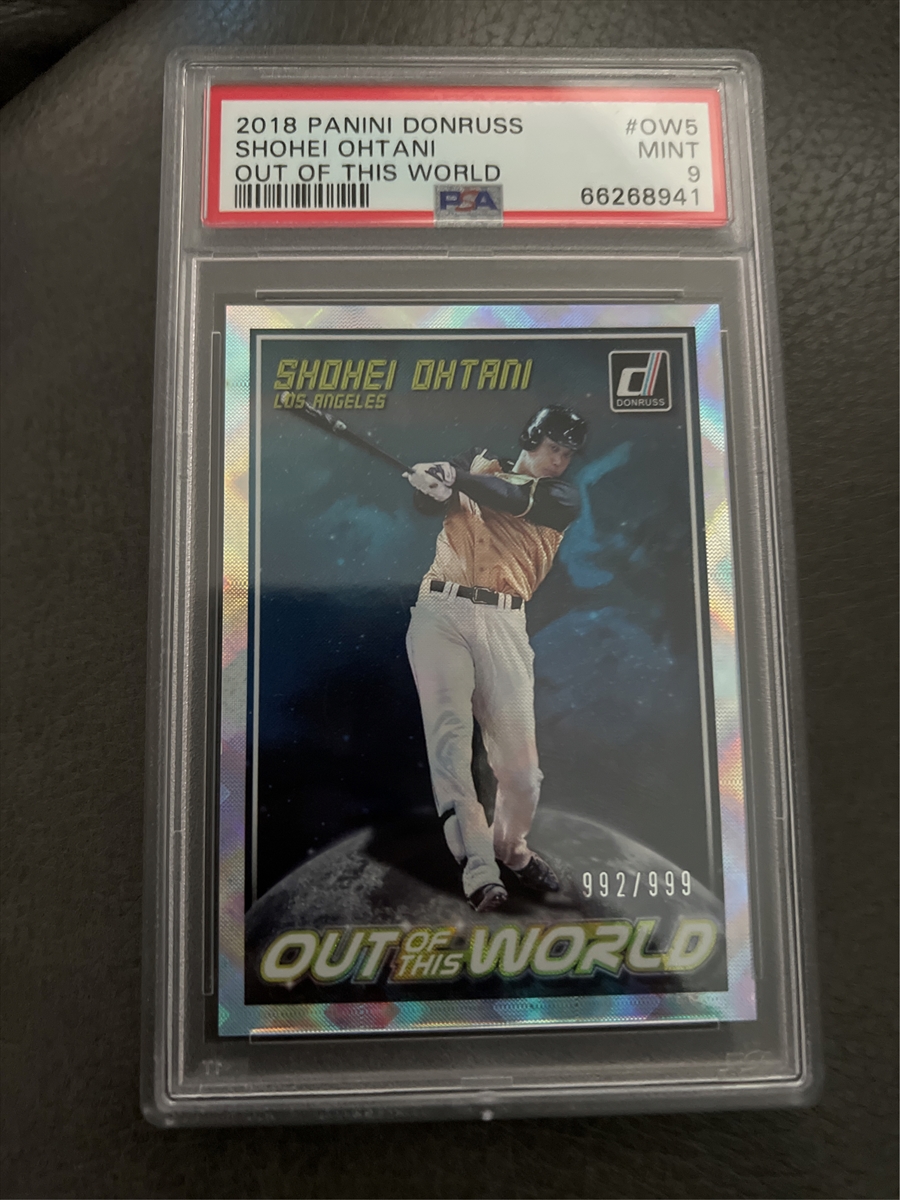 2018 PANINI DONRUSS #OW5
SHOHEI OHTANI MINT
OUT OF THIS WORLD 9
PSA 66268941
SHOHEI OHTANI
LOS ANGELES
d
DONRUSS
992/999
OUT OF THIS WORLD